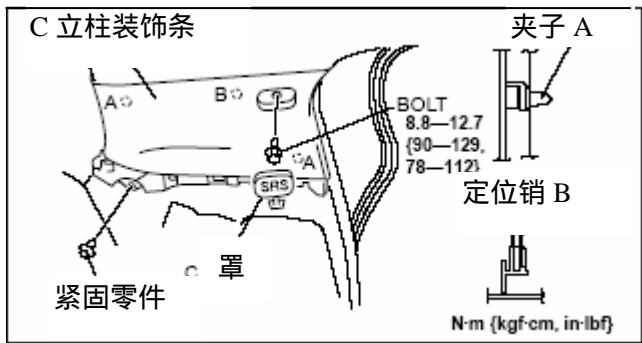 C 立柱装饰条
夹子 A
A
B
BOLT
8.8—12.7
{90—129,
78—112}
A
SRS
定位销 B
罩
紧固零件
N·m {kgf·cm, in·lbf}